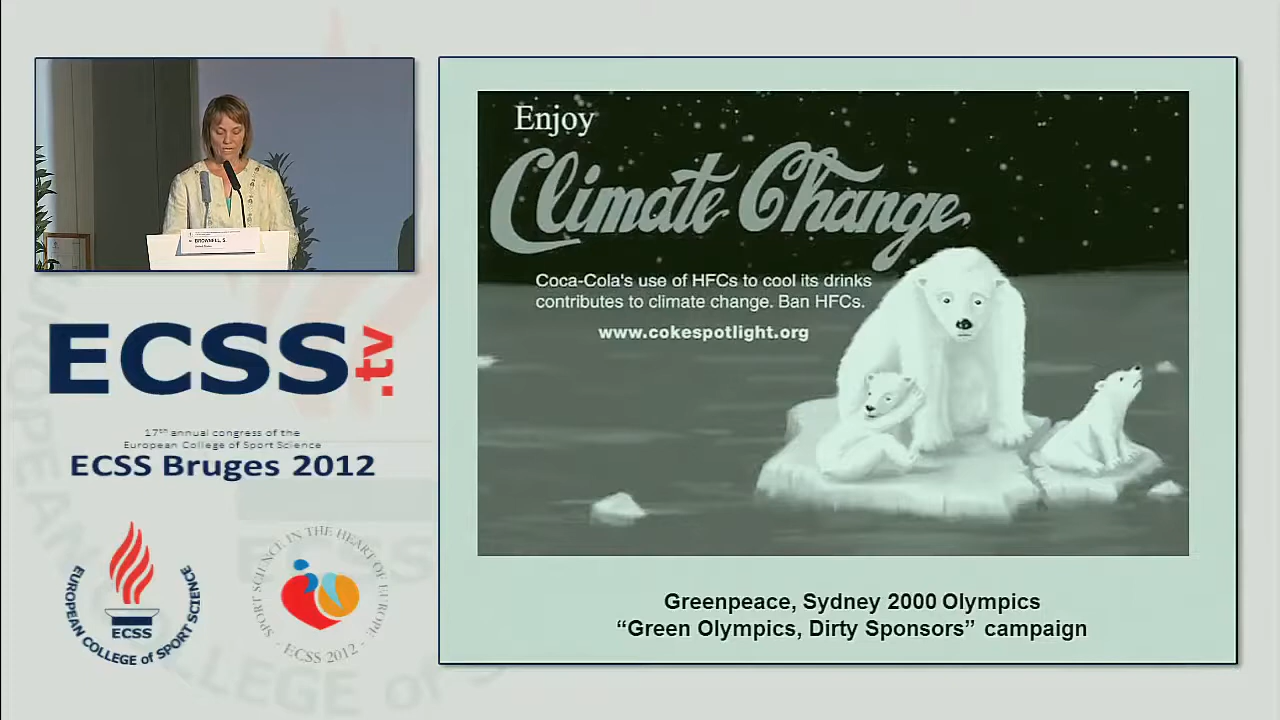 BROWNELL, S.
ECSS.tv
17th annual congress of the
European College of Sport Science
ECSS Bruges 2012
EUROPEAN COLLEGE of SPORT SCIENCE
ECSS
SPORT SCIENCE IN THE HEART OF EUROPE
- ECSS 2012 -
Enjoy
Climate Change
Coca-Cola's use of HFCs to cool its drinks
contributes to climate change. Ban HFCs.
www.cokespotlight.org
Greenpeace, Sydney 2000 Olympics
“Green Olympics, Dirty Sponsors” campaign